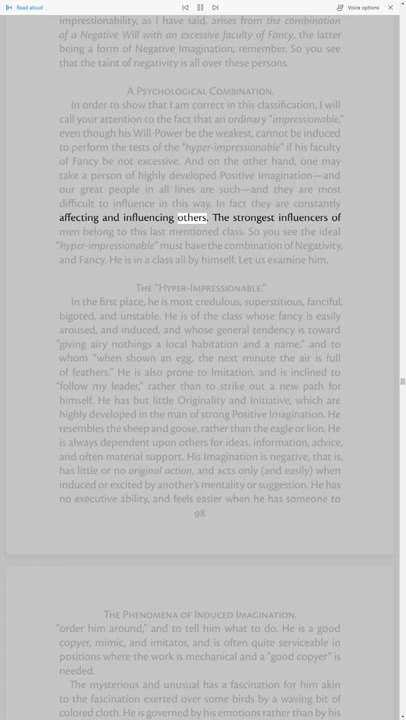 Read aloud
Voice options
impressionability, as I have said, arises from the combination
of a Negative Will with an excessive faculty of Fancy, the latter
being a form of Negative Imagination, remember. So you see
that the taint of negativity is all over these persons.
A Psychological Combination.
In order to show that I am correct in this classification, I will
call your attention to the fact that an ordinary “impressionable,”
even though his Will-Power be the weakest, cannot be induced
to perform the tests of the “hyper-impressionable” if his faculty
of Fancy be not excessive. And on the other hand, one may
take a person of highly developed Positive Imagination—and
our great people in all lines are such—and they are most
difficult to influence in this way. In fact they are constantly
affecting and influencing others. The strongest influencers of
men belong to this last mentioned class. So you see the ideal
“hyper-impressionable” must have the combination of Negativity,
and Fancy. He is in a class all by himself. Let us examine him.
The “Hyper-Impressionable.”
In the first place, he is most credulous, superstitious, fanciful,
bigoted, and unstable. He is of the class whose fancy is easily
aroused, and induced, and whose general tendency is toward
“giving airy nothings a local habitation and a name,” and to
whom “when shown an egg, the next minute the air is full
of feathers.” He is also prone to Imitation, and is inclined to
“follow my leader,” rather than to strike out a new path for
himself. He has but little Originality and Initiative, which are
highly developed in the man of strong Positive Imagination. He
resembles the sheep and goose, rather than the eagle or lion. He
is always dependent upon others for ideas, information, advice,
and often material support. His Imagination is negative, that is,
has little or no original action, and acts only (and easily) when
induced or excited by another’s mentality or suggestion. He has
no executive ability, and feels easier when he has someone to
98
The Phenomena of Induced Imagination.
“order him around,” and to tell him what to do. He is a good
copyer, mimic, and imitator, and is often quite serviceable in
positions where the work is mechanical and a “good copyer” is
needed.
The mysterious and unusual has a fascination for him akin
to the fascination exerted over some birds by a waving bit of
colored cloth. He is governed by his emotions rather than by his